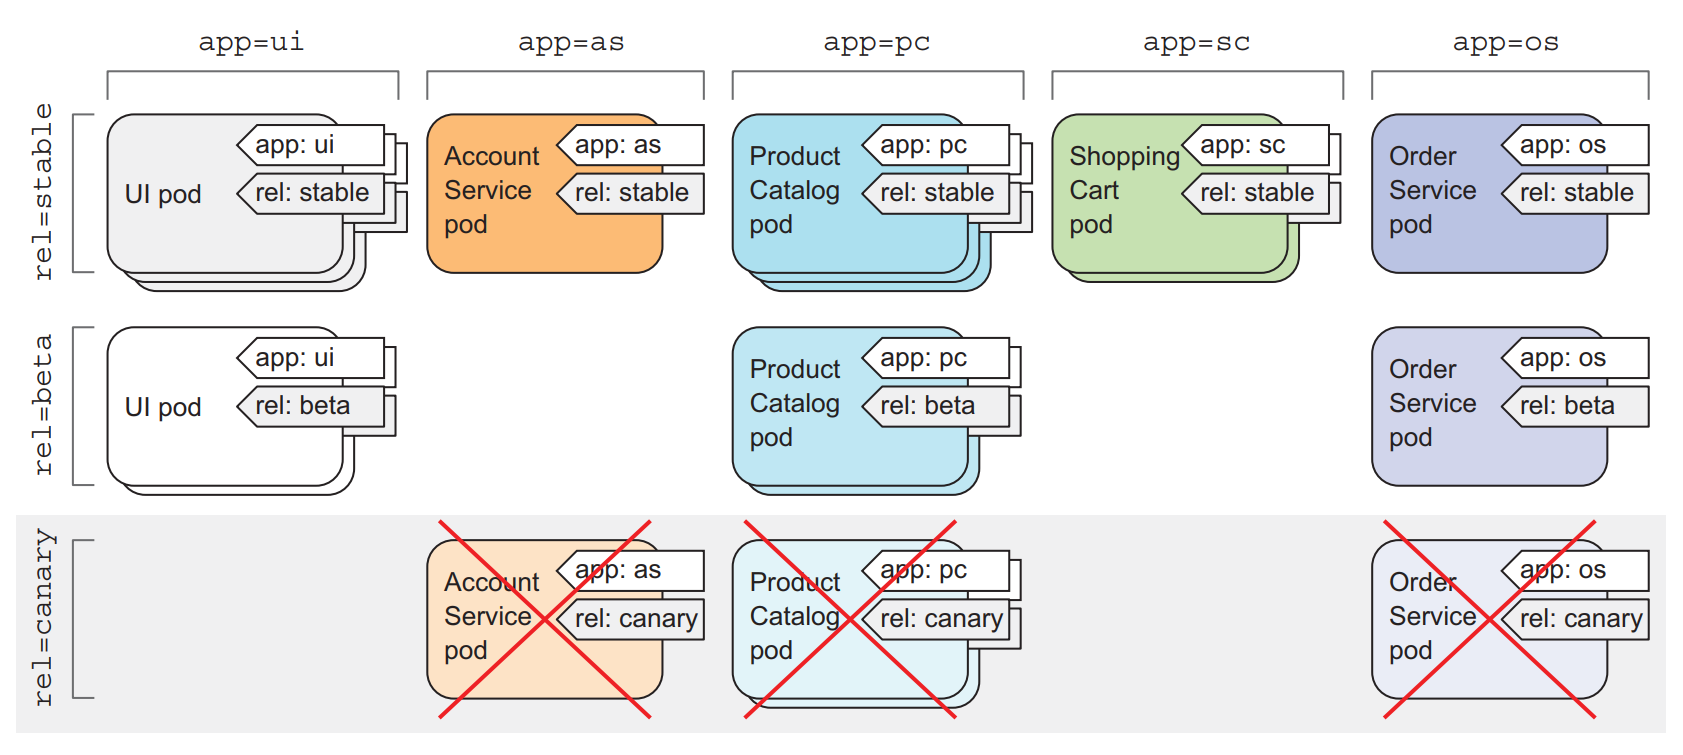 app=ui
app=as
app=pc
app=sc
app=os
rel=stable
UI pod
app: ui
rel: stable
Account
Service
pod
app: as
rel: stable
Product
Catalog
pod
app: pc
rel: stable
Shopping
Cart
pod
app: sc
rel: stable
Order
Service
pod
app: os
rel: stable
rel=beta
UI pod
app: ui
rel: beta
Product
Catalog
pod
app: pc
rel: beta
Order
Service
pod
app: os
rel: beta
rel=canary
Account
Service
pod
app: as
rel: canary
Product
Catalog
pod
app: pc
rel: canary
Order
Service
pod
app: os
rel: canary